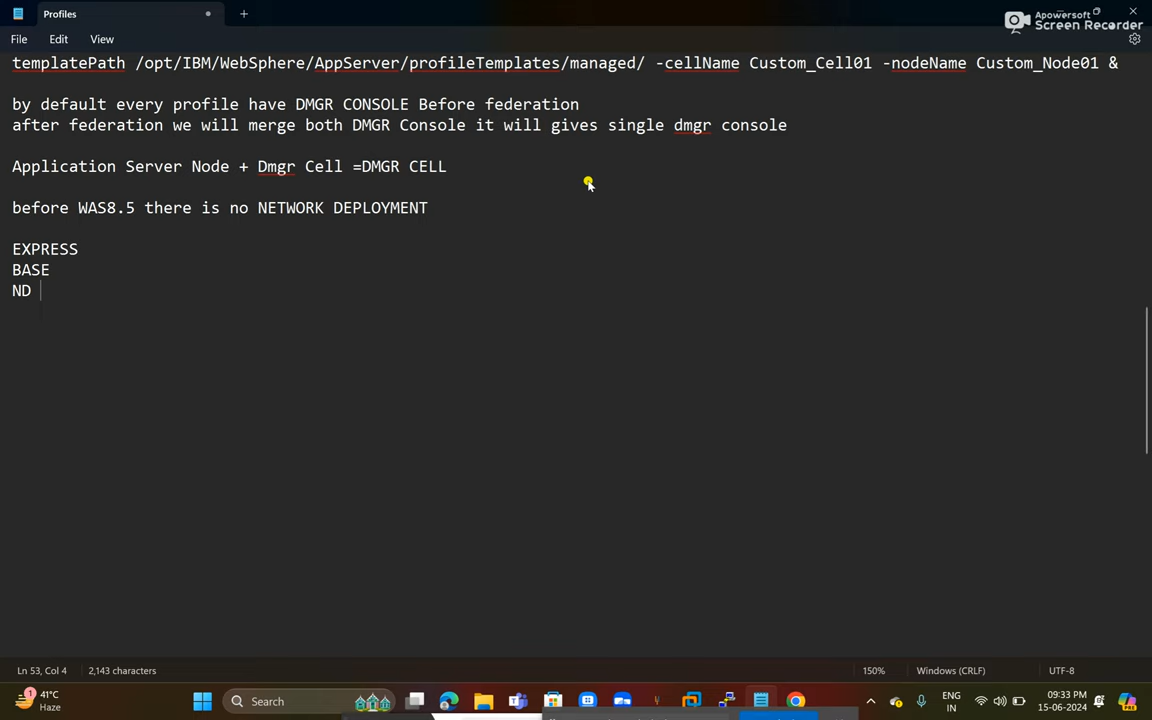 Profiles
Apowersoft
Screen Recorder
File Edit View
templatePath /opt/IBM/WebSphere/AppServer/profileTemplates/managed/ -cellName Custom_Cell01 -nodeName Custom_Node01 &
by default every profile have DMGR CONSOLE Before federation
after federation we will merge both DMGR Console it will gives single dmgr console
Application Server Node + Dmgr Cell =DMGR CELL
before WAS8.5 there is no NETWORK DEPLOYMENT
EXPRESS
BASE
ND
Ln 53, Col 4 2,143 characters 150% Windows (CRLF) UTF-8
1 41°C
Haze
Search
ENG
IN
09:33 PM
15-06-2024